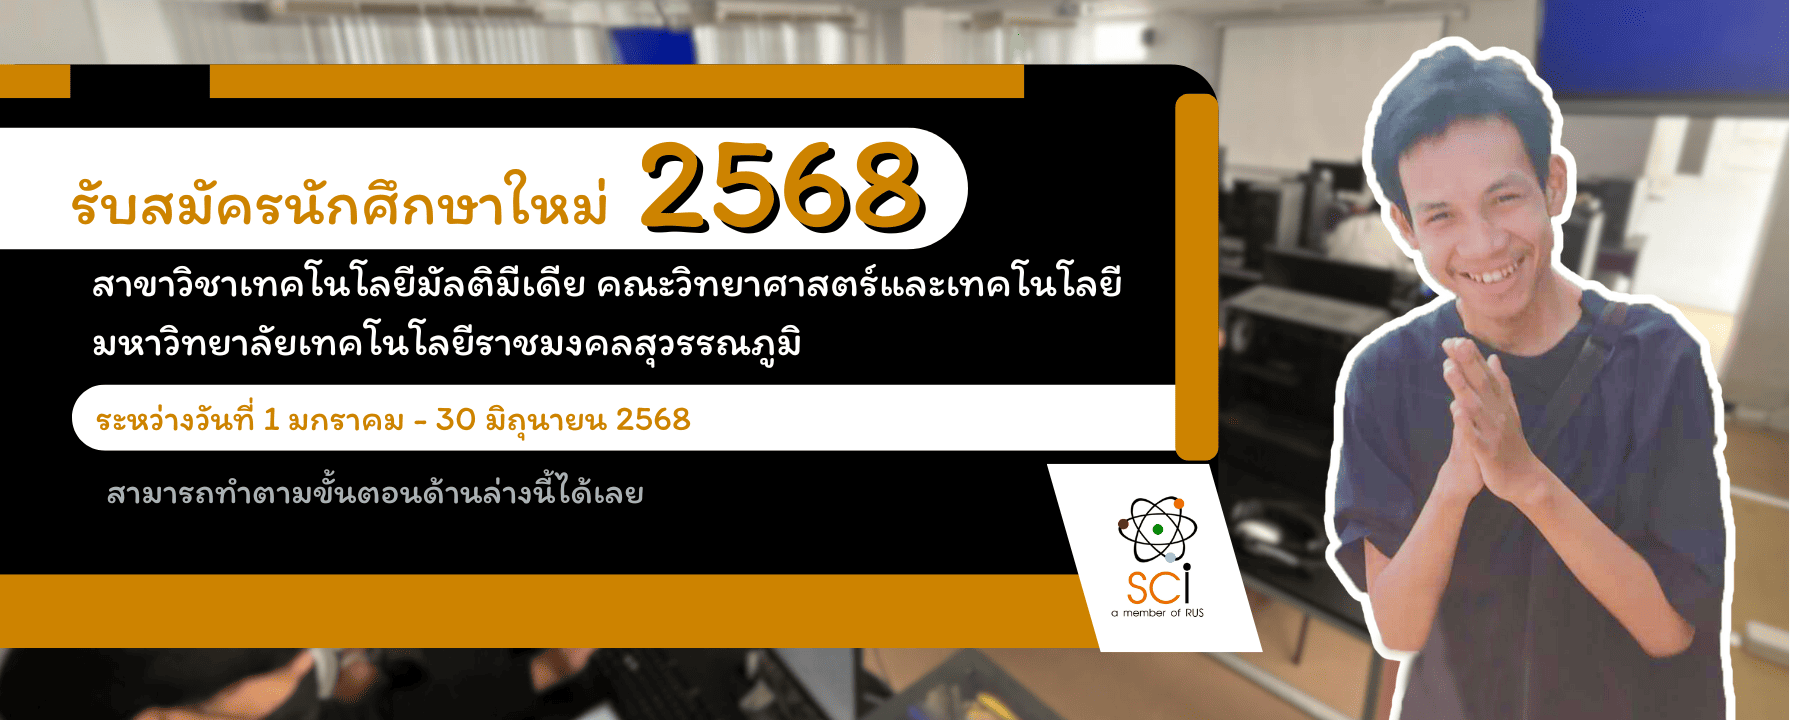 รับสมัครนักศึกษาใหม่ 2568
สาขาวิชาเทคโนโลยีมัลติมีเดีย คณะวิทยาศาสตร์และเทคโนโลยี
มหาวิทยาลัยเทคโนโลยีราชมงคลสุวรรณภูมิ
ระหว่างวันที่ 1 มกราคม - 30 มิถุนายน 2568
สามารถทำตามขั้นตอนด้านล่างนี้ได้เลย
sci
a member of RUS